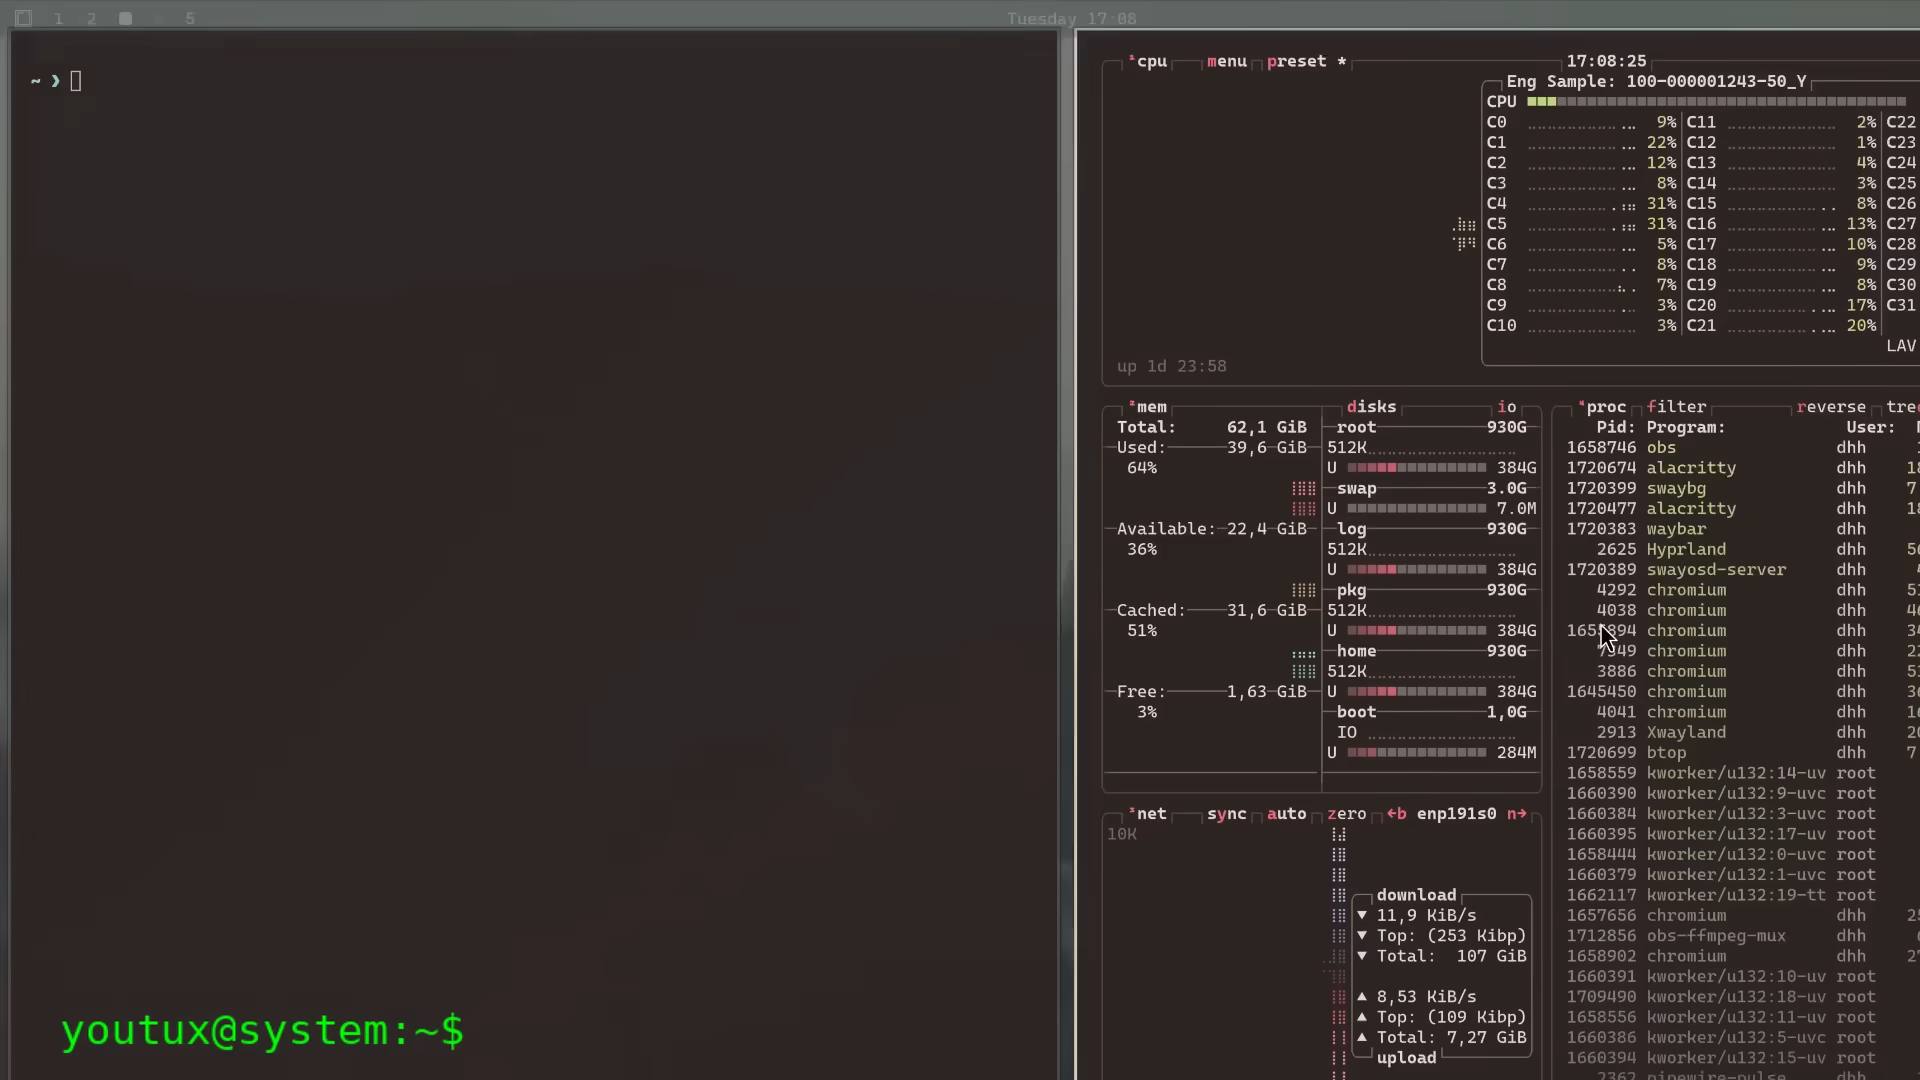 1 2 5
Tuesday 17:08
~ ❯
¹cpu menu preset * 17:08:25
Eng Sample: 100-000001243-50_Y
CPU
C0 9% C11 2% C22
C1 22% C12 1% C23
C2 12% C13 4% C24
C3 8% C14 3% C25
C4 31% C15 8% C26
C5 31% C16 13% C27
C6 5% C17 10% C28
C7 8% C18 9% C29
C8 7% C19 8% C30
C9 3% C20 17% C31
C10 3% C21 20%
LAV
up 1d 23:58
²mem
Total: 62,1 GiB
Used: 39,6 GiB
64%
Available: 22,4 GiB
36%
Cached: 31,6 GiB
51%
Free: 1,63 GiB
3%
disks io
root 930G
512K
U 384G
swap 3.0G
U 7.0M
log 930G
512K
U 384G
pkg 930G
512K
U 384G
home 930G
512K
U 384G
boot 1,0G
IO
U 284M
³net sync auto zero ←b enp191s0 n→
10K
download
▼ 11,9 KiB/s
▼ Top: (253 Kibp)
▼ Total: 107 GiB
▲ 8,53 KiB/s
▲ Top: (109 Kibp)
▲ Total: 7,27 GiB
upload
⁴proc filter reverse tre
Pid: Program: User:
1658746 obs dhh
1720674 alacritty dhh
1720399 swaybg dhh 7
1720477 alacritty dhh
1720383 waybar dhh
2625 Hyprland dhh
1720389 swayosd-server dhh
4292 chromium dhh
4038 chromium dhh
chromium dhh
chromium dhh
3886 chromium dhh
1645450 chromium dhh
4041 chromium dhh
2913 Xwayland dhh
1720699 btop dhh 7
1658559 kworker/u132:14-uv root
1660390 kworker/u132:9-uvc root
1660384 kworker/u132:3-uvc root
1660395 kworker/u132:17-uv root
1658444 kworker/u132:0-uvc root
1660379 kworker/u132:1-uvc root
1662117 kworker/u132:19-tt root
1657656 chromium dhh
1712856 obs-ffmpeg-mux dhh
1658902 chromium dhh
1660391 kworker/u132:10-uv root
1709490 kworker/u132:18-uv root
1658556 kworker/u132:11-uv root
1660386 kworker/u132:5-uvc root
1660394 kworker/u132:15-uv root
2362 pipewire-pulse dhh
youtux@system:~$